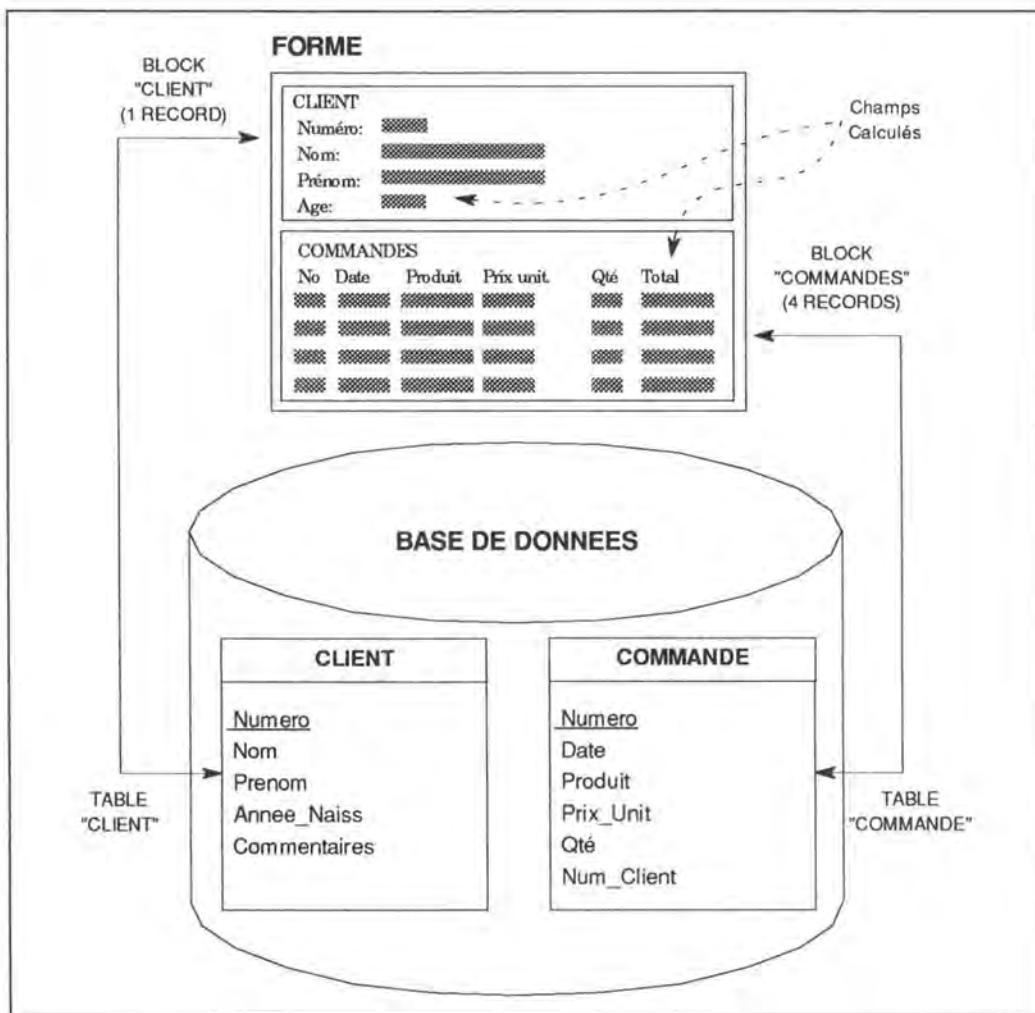 FORME
BLOCK
"CLIENT"
(1 RECORD)
CLIENT
Numéro:
Nom:
Prénom:
Age:
Champs
Calculés
COMMANDES
No Date Produit Prix unit. Qté Total
BLOCK
"COMMANDES"
(4 RECORDS)
BASE DE DONNEES
CLIENT
Numero
Nom
Prenom
Annee_Naiss
Commentaires
COMMANDE
Numero
Date
Produit
Prix_Unit
Qté
Num_Client
TABLE
"CLIENT"
TABLE
"COMMANDE"